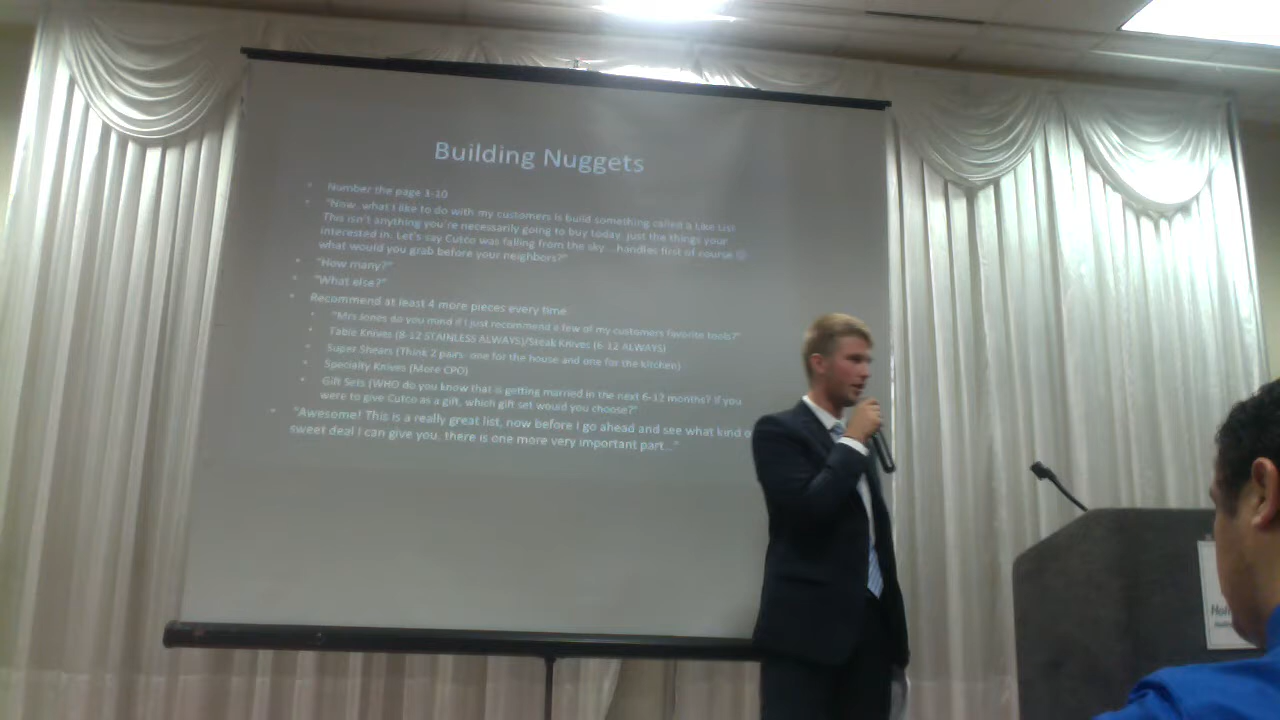 Building Nuggets
Number the page 1-10
"Now, what I like to do with my customers is build something called a Like List
This isn't anything you're necessarily going to buy today, just the things your
interested in. Let's say Cutco was falling from the sky...handles first of course
what would you grab before your neighbors?"
"How many?"
"What else?"
Recommend at least 4 more pieces every time
"Mrs Jones do you mind if I just recommend a few of my customers favorite tools?"
Table Knives (8-12 STAINLESS ALWAYS)/Steak Knives (6-12 ALWAYS)
Super Shears (Think 2 pairs: one for the house and one for the kitchen)
Specialty Knives (More CPO)
Gift Sets (WHO do you know that is getting married in the next 6-12 months? If you
were to give Cutco as a gift, which gift set would you choose?"
"Awesome! This is a really great list, now before I go ahead and see what kind o
sweet deal I can give you, there is one more very important part..."